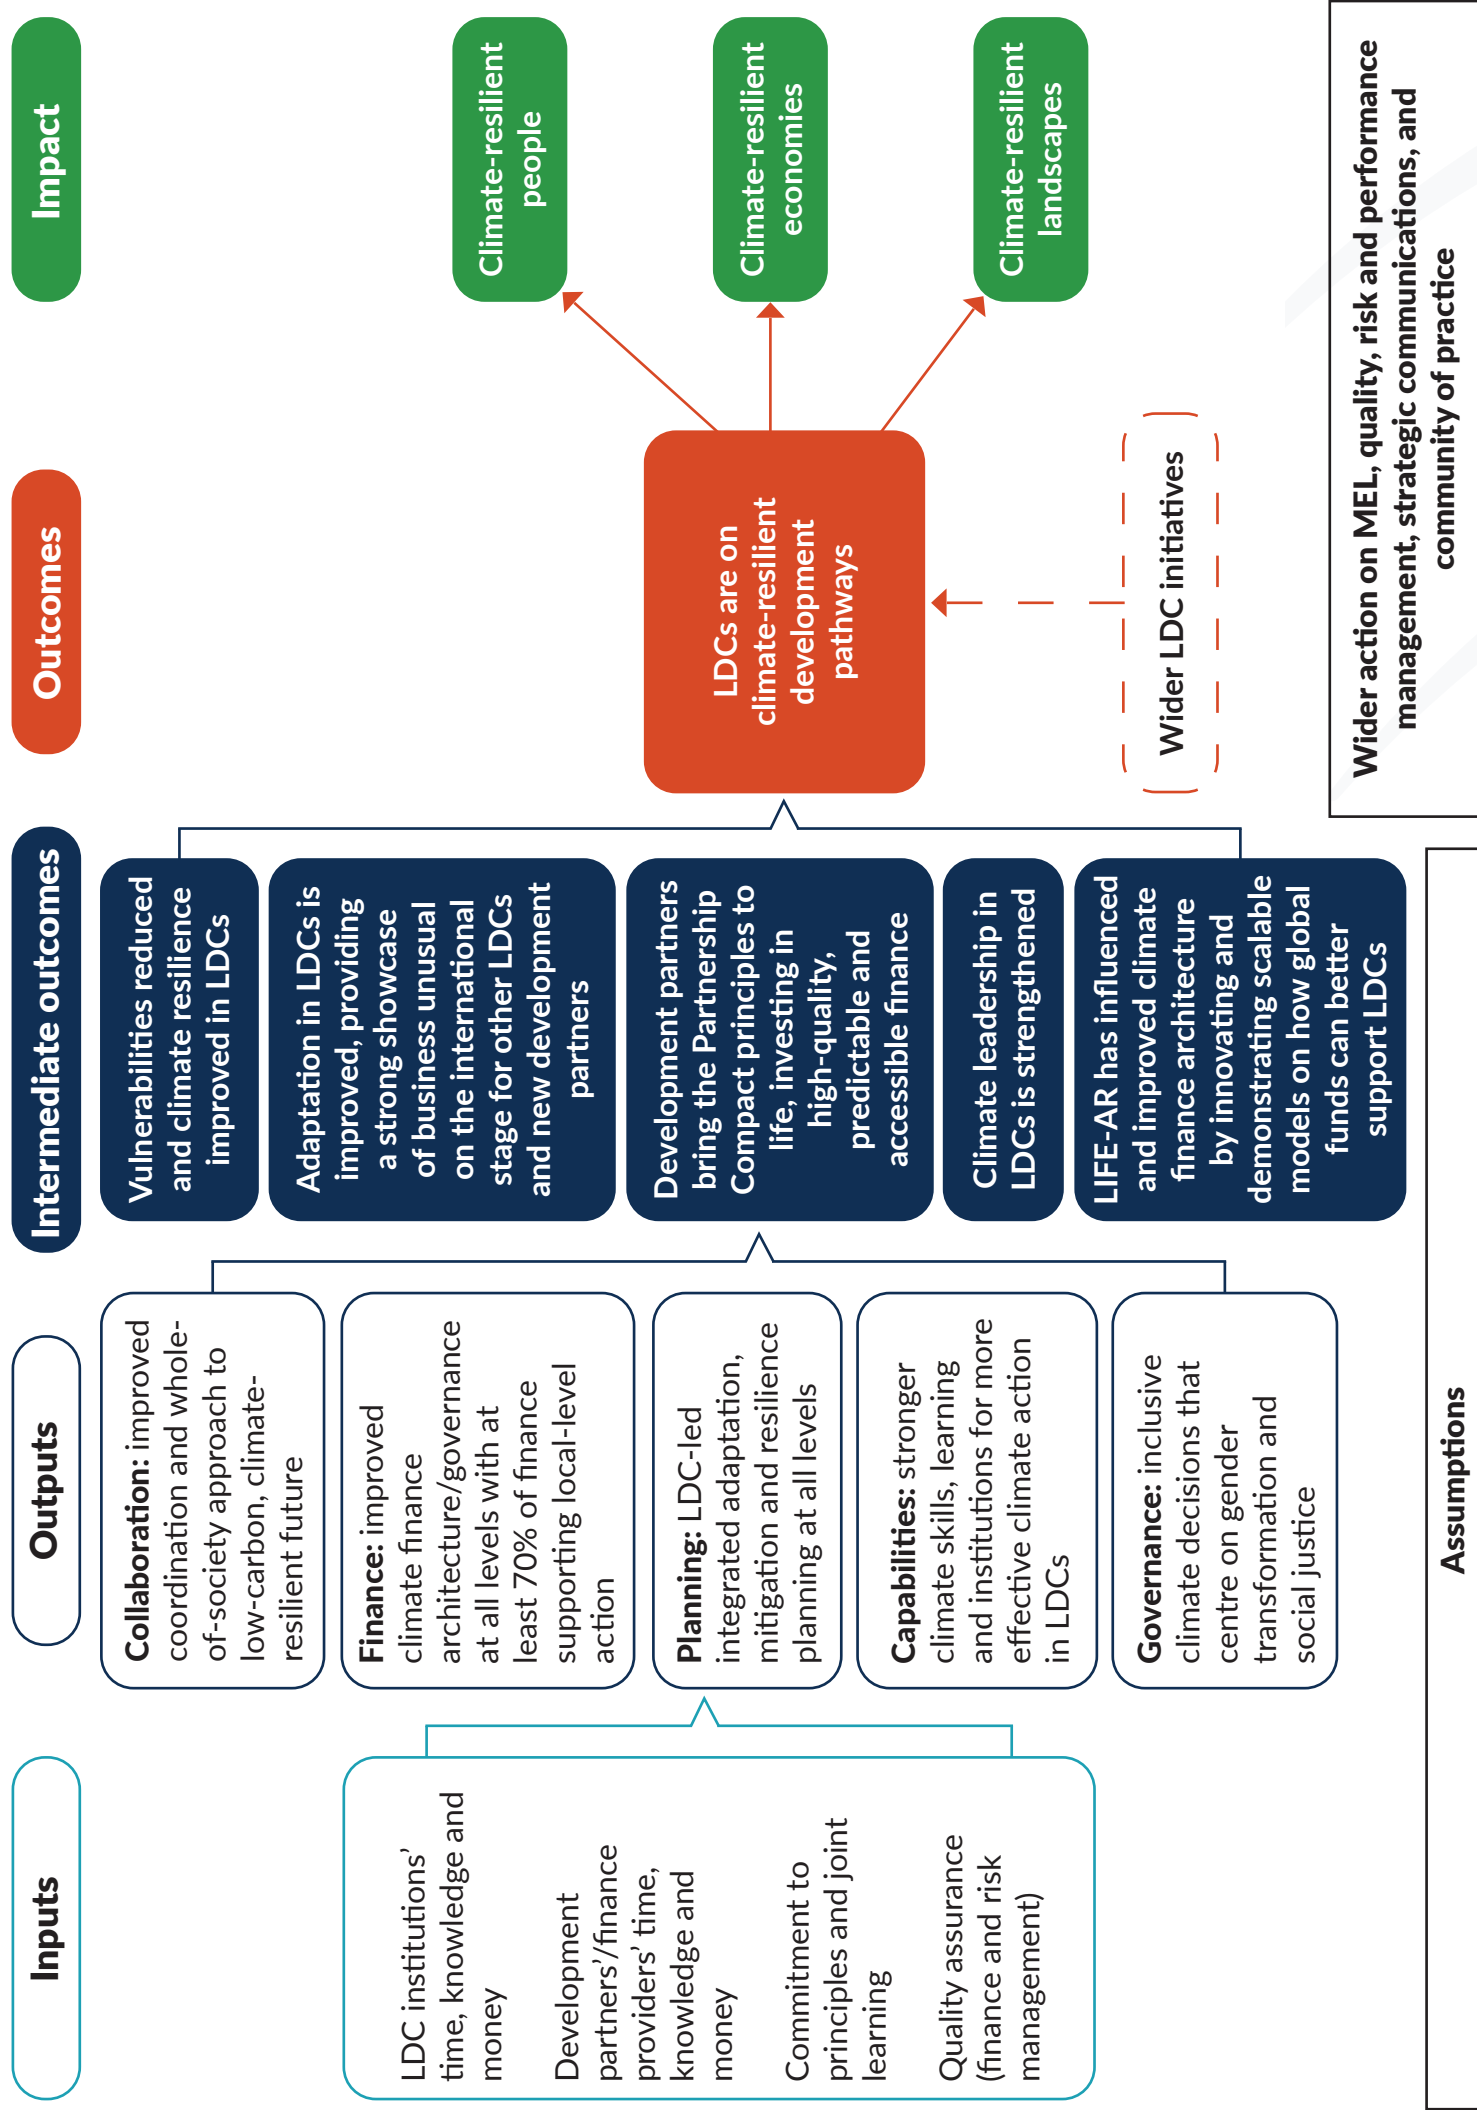 Inputs
Outputs
Intermediate outcomes
Outcomes
Impact
LDC institutions’
time, knowledge and
money
Development
partners’/finance
providers’ time,
knowledge and
money
Commitment to
principles and joint
learning
Quality assurance
(finance and risk
management)
Collaboration: improved
coordination and whole-
of-society approach to
low-carbon, climate-
resilient future
Finance: improved
climate finance
architecture/governance
at all levels with at
least 70% of finance
supporting local-level
action
Planning: LDC-led
integrated adaptation,
mitigation and resilience
planning at all levels
Capabilities: stronger
climate skills, learning
and institutions for more
effective climate action
in LDCs
Governance: inclusive
climate decisions that
centre on gender
transformation and
social justice
Vulnerabilities reduced
and climate resilience
improved in LDCs
Adaptation in LDCs is
improved, providing
a strong showcase
of business unusual
on the international
stage for other LDCs
and new development
partners
Development partners
bring the Partnership
Compact principles to
life, investing in
high-quality,
predictable and
accessible finance
Climate leadership in
LDCs is strengthened
LIFE-AR has influenced
and improved climate
finance architecture
by innovating and
demonstrating scalable
models on how global
funds can better
support LDCs
LDCs are on
climate-resilient
development
pathways
Wider LDC initiatives
Climate-resilient
people
Climate-resilient
economies
Climate-resilient
landscapes
Assumptions
Wider action on MEL, quality, risk and performance
management, strategic communications, and
community of practice